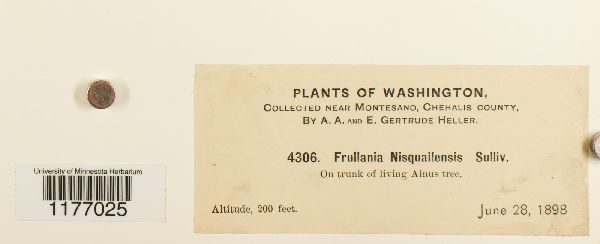 PLANTS OF WASHINGTON,
COLLECTED NEAR MONTESANO, CHEHALIS COUNTY,
BY A. A. AND E. GERTRUDE HELLER.
4306. Frullania Nisquallensis Sulliv.
On trunk of living Alnus tree.
Altitude, 200 feet.
June 28, 1898
University of Minnesota Herbarium
1177025